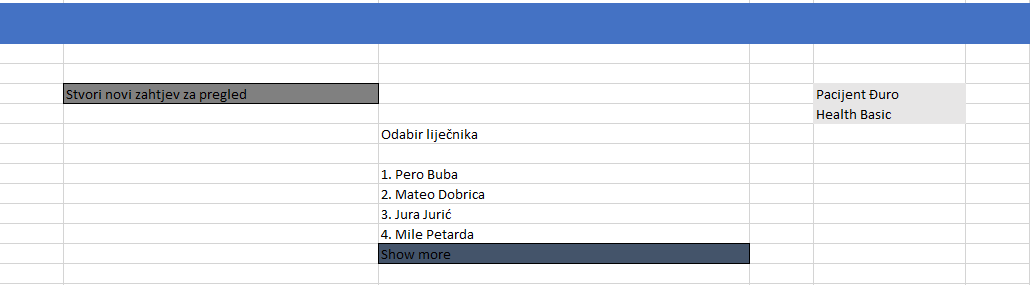 Stvori novi zahtjev za pregled
Pacijent Đuro
Health Basic
Odabir liječnika
1. Pero Buba
2. Mateo Dobrica
3. Jura Jurić
4. Mile Petarda
Show more